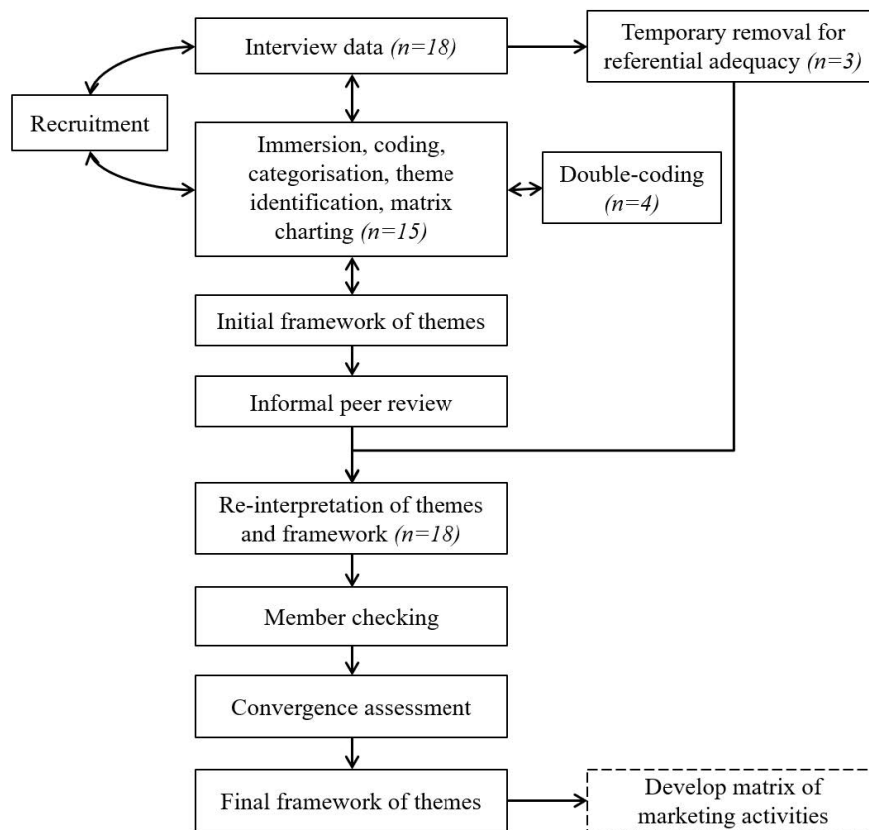 Interview data (n=18)
Temporary removal for
referential adequacy (n=3)
Recruitment
Immersion, coding,
categorisation, theme
identification, matrix
charting (n=15)
Double-coding
(n=4)
Initial framework of themes
Informal peer review
Re-interpretation of themes
and framework (n=18)
Member checking
Convergence assessment
Final framework of themes
Develop matrix of
marketing activities